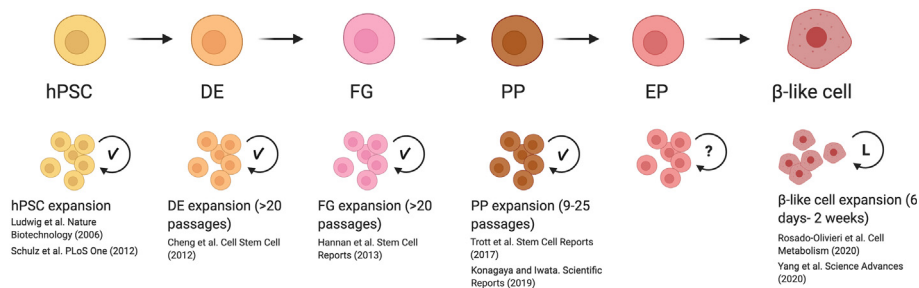 hPSC
DE
FG
PP
EP
β-like cell
✓
✓
✓
✓
?
L
hPSC expansion
Ludwig et al. Nature
Biotechnology (2006)
Schulz et al. PLoS One (2012)
DE expansion (>20
passages)
Cheng et al. Cell Stem Cell
(2012)
FG expansion (>20
passages)
Hannan et al. Stem Cell
Reports (2013)
PP expansion (9-25
passages)
Trott et al. Stem Cell Reports
(2017)
Konagaya and Iwata. Scientific
Reports (2019)
β-like cell expansion (6
days- 2 weeks)
Rosado-Olivieri et al. Cell
Metabolism (2020)
Yang et al. Science Advances
(2020)